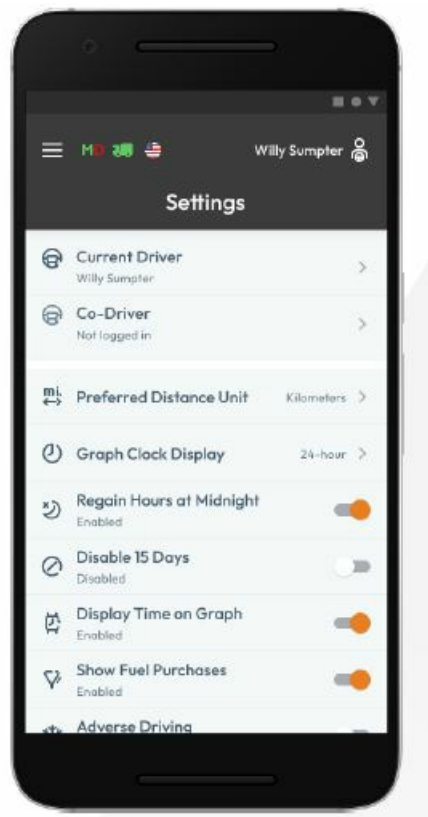 MD
Willy Sumpter
Settings
Current Driver
Willy Sumpter
Co-Driver
Not logged in
mi.
Preferred Distance Unit
Kilometers
Graph Clock Display
24-hour
Regain Hours at Midnight
Enabled
Disable 15 Days
Disabled
Display Time on Graph
Enabled
Show Fuel Purchases
Enabled
Adverse Driving